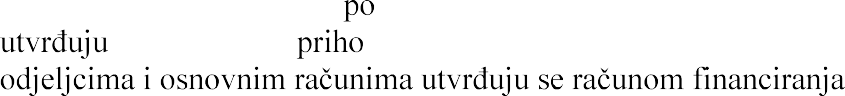 po
utvrđuju priho
odjeljcima i osnovnim računima utvrđuju se računom financiranja